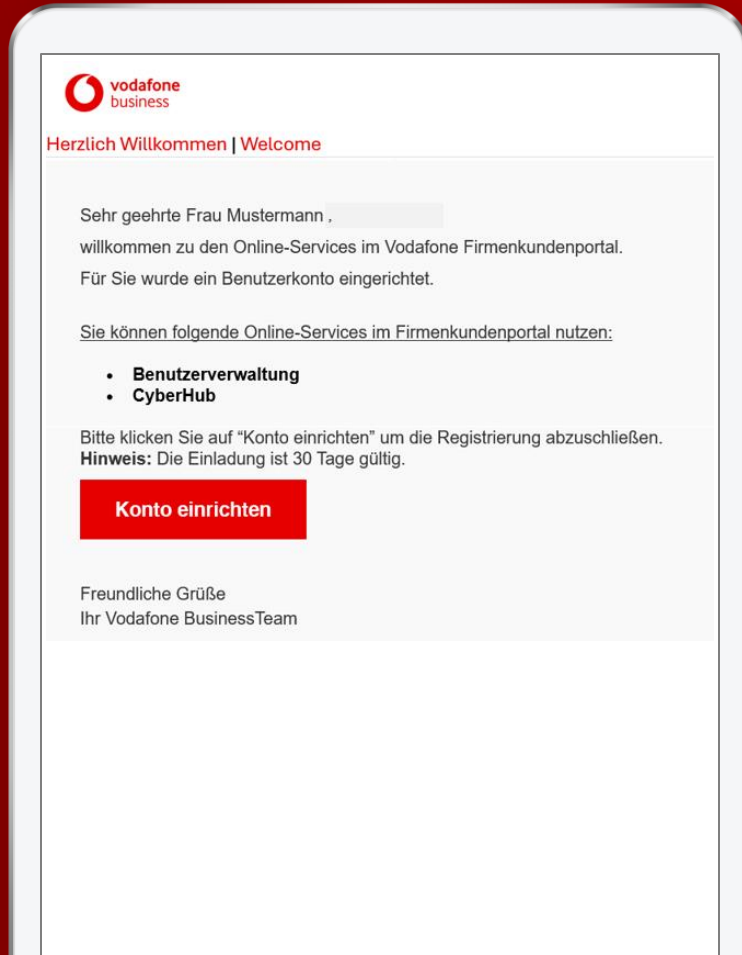 vodafone
business
Herzlich Willkommen | Welcome
Sehr geehrte Frau Mustermann ,
willkommen zu den Online-Services im Vodafone Firmenkundenportal.
Für Sie wurde ein Benutzerkonto eingerichtet.
Sie können folgende Online-Services im Firmenkundenportal nutzen:
• Benutzerverwaltung
• CyberHub
Bitte klicken Sie auf “Konto einrichten” um die Registrierung abzuschließen.
Hinweis: Die Einladung ist 30 Tage gültig.
Konto einrichten
Freundliche Grüße
Ihr Vodafone BusinessTeam